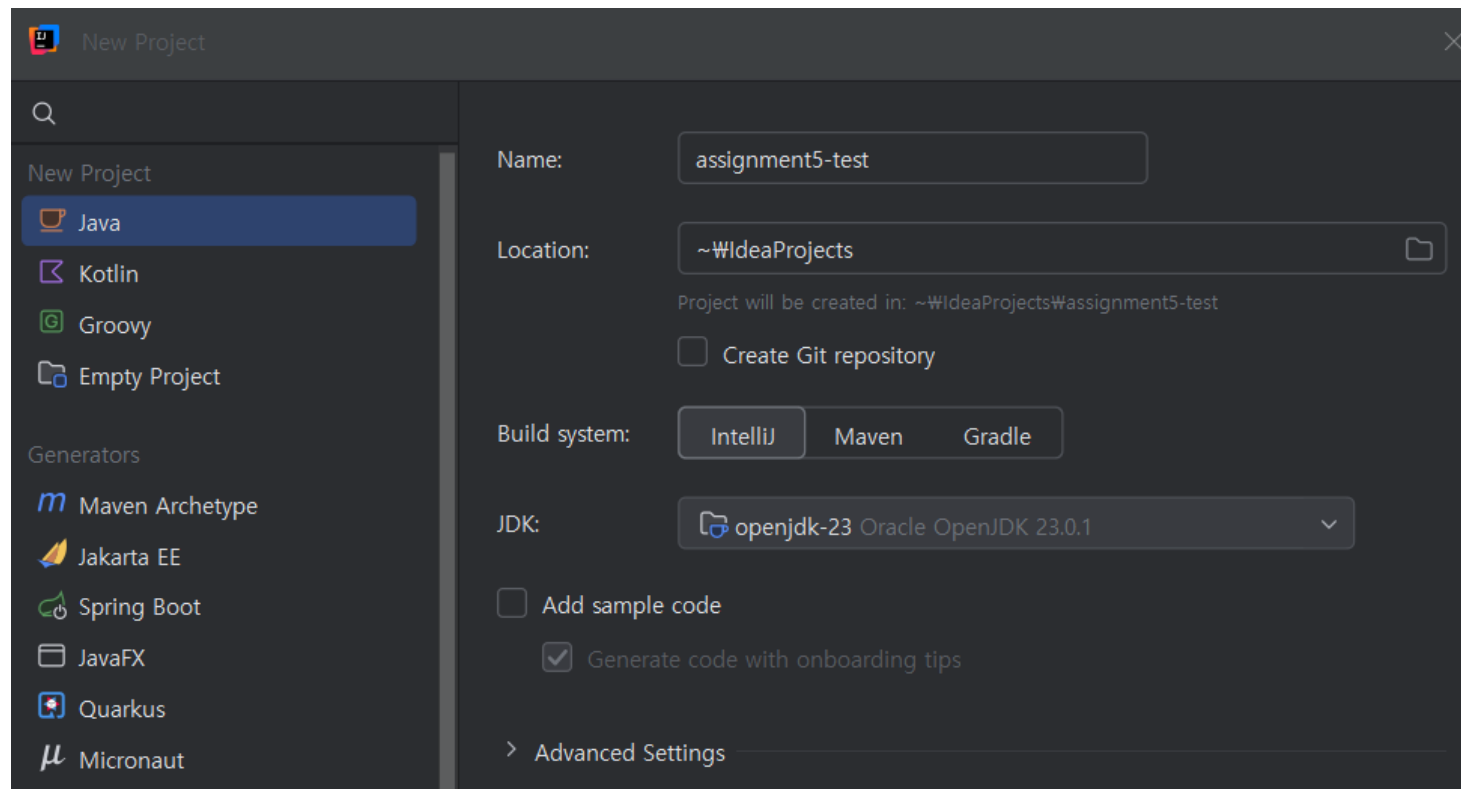 New Project
New Project
Java
Kotlin
Groovy
Empty Project
Generators
Maven Archetype
Jakarta EE
Spring Boot
JavaFX
Quarkus
Micronaut
Name: assignment5-test
Location: ~₩IdeaProjects
Project will be created in: ~₩IdeaProjects₩assignment5-test
Create Git repository
Build system: IntelliJ Maven Gradle
JDK: openjdk-23 Oracle OpenJDK 23.0.1
Add sample code
Generate code with onboarding tips
Advanced Settings